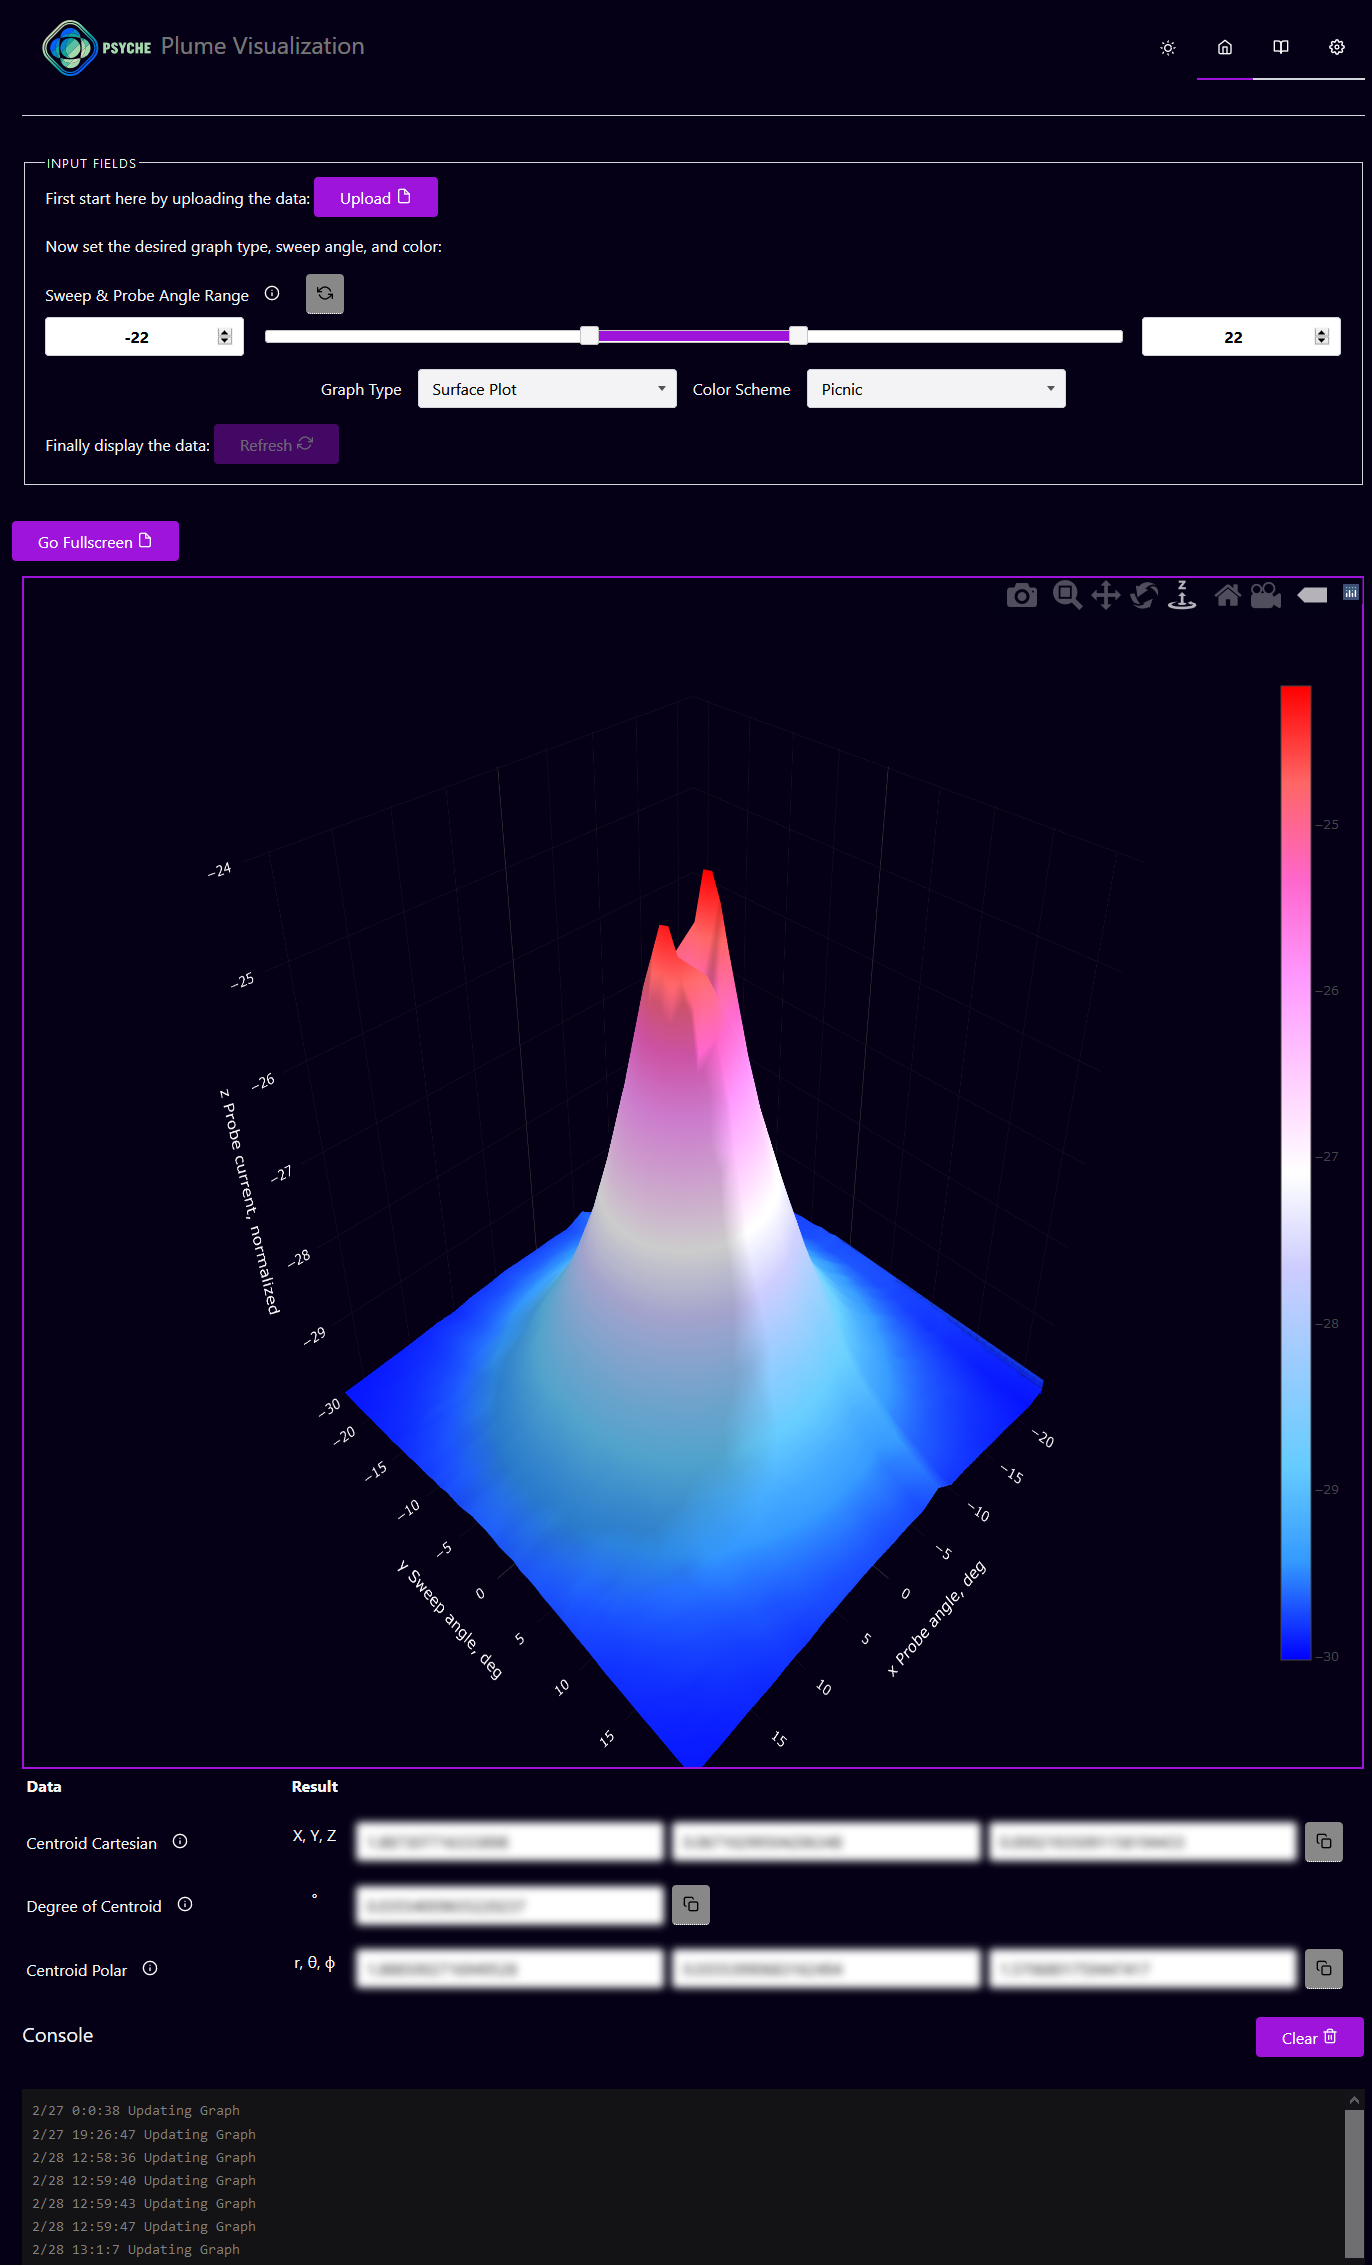 PSYCHE Plume Visualization
INPUT FIELDS
First start here by uploading the data: Upload
Now set the desired graph type, sweep angle, and color:
Sweep & Probe Angle Range
-22
22
Graph Type Surface Plot Color Scheme Picnic
Finally display the data: Refresh
Go Fullscreen
Z
−24
−25
−26
−27
−28
−29
−30
z Probe current, normalized
−20
−15
−10
−5
0
5
10
15
y Sweep angle, deg
−20
−15
−10
−5
0
5
10
15
x Probe angle, deg
−25
−26
−27
−28
−29
−30
Data Result
Centroid Cartesian X, Y, Z
Degree of Centroid °
Centroid Polar r, θ, ϕ
Console Clear
2/27 0:0:38 Updating Graph
2/27 19:26:47 Updating Graph
2/28 12:58:36 Updating Graph
2/28 12:59:40 Updating Graph
2/28 12:59:43 Updating Graph
2/28 12:59:47 Updating Graph
2/28 13:1:7 Updating Graph